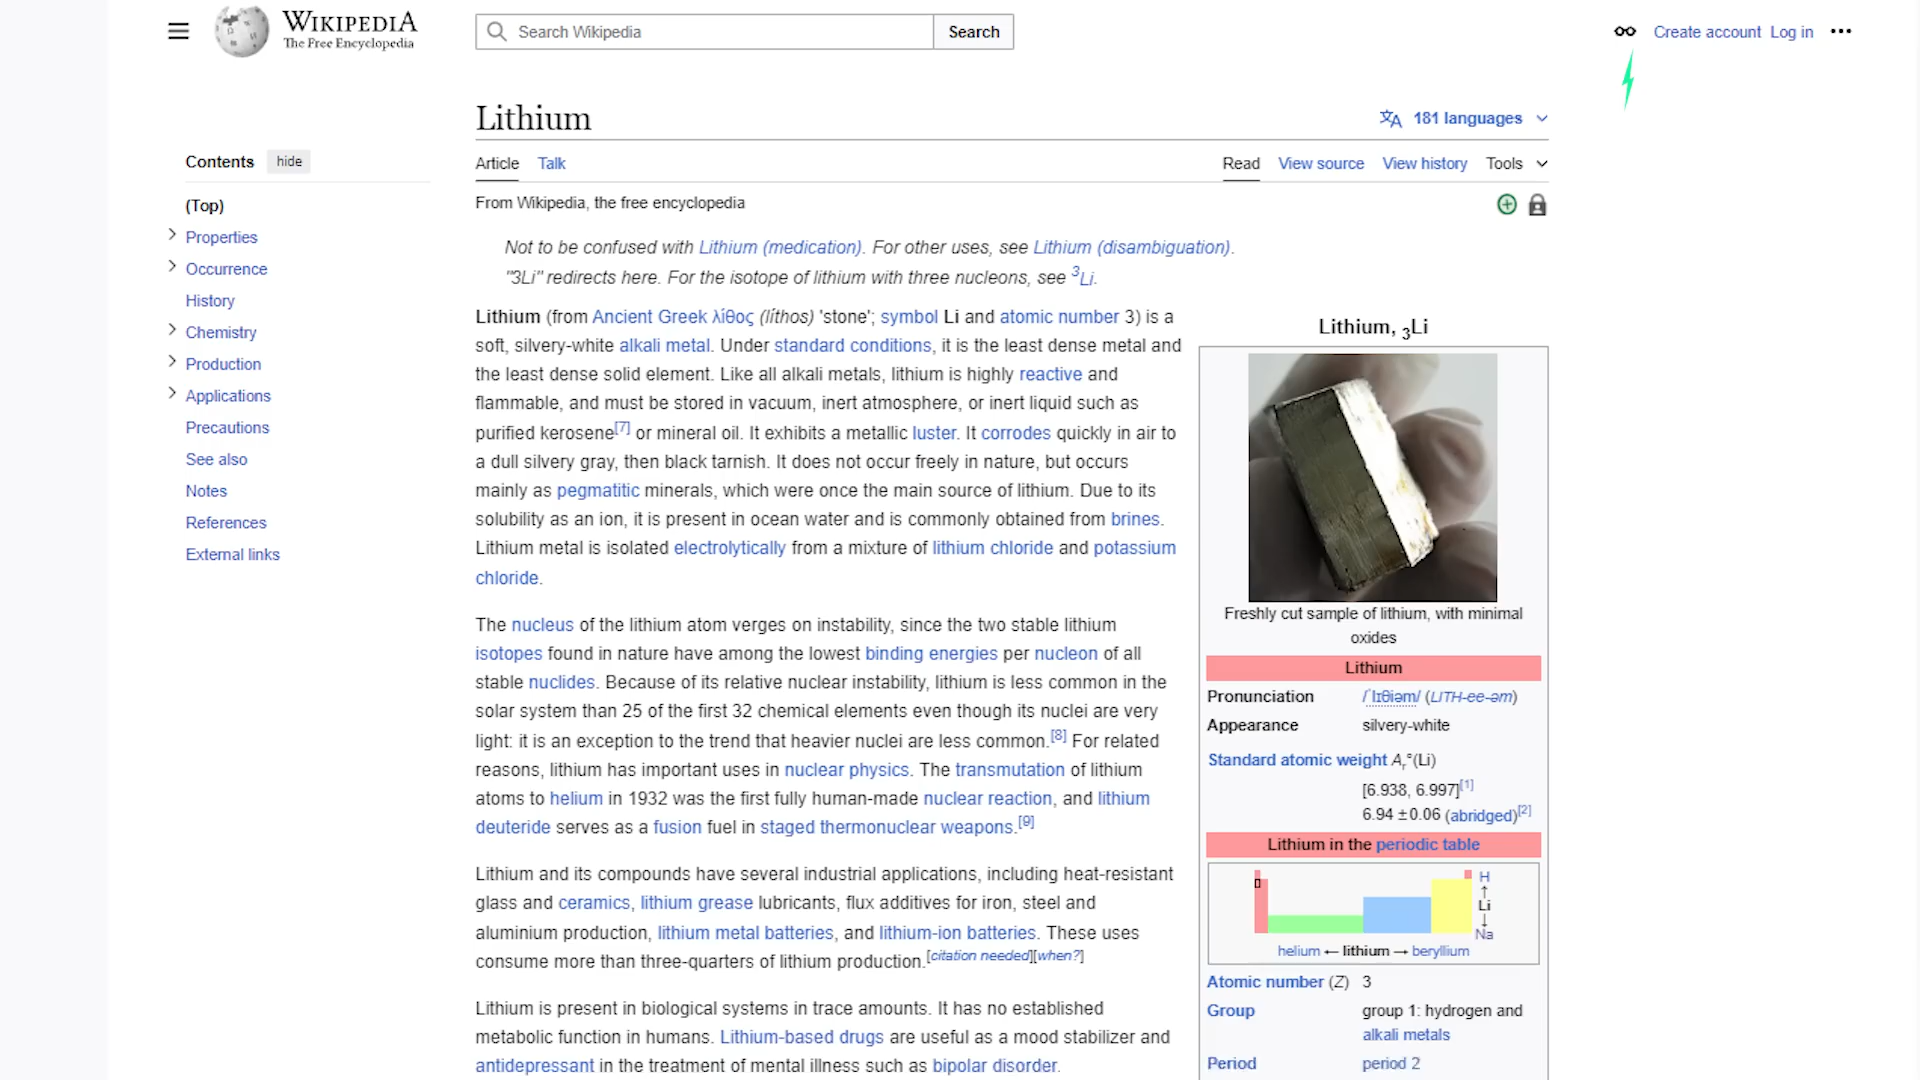 WIKIPEDIA
The Free Encyclopedia
Search Wikipedia
Search
Create account Log in
Lithium
181 languages
Contents hide
Article Talk
Read View source View history Tools
(Top)
Properties
Occurrence
History
Chemistry
Production
Applications
Precautions
See also
Notes
References
External links
From Wikipedia, the free encyclopedia
Not to be confused with Lithium (medication). For other uses, see Lithium (disambiguation).
"3Li" redirects here. For the isotope of lithium with three nucleons, see ³Li.
Lithium (from Ancient Greek λίθος (líthos) 'stone'; symbol Li and atomic number 3) is a
soft, silvery-white alkali metal. Under standard conditions, it is the least dense metal and
the least dense solid element. Like all alkali metals, lithium is highly reactive and
flammable, and must be stored in vacuum, inert atmosphere, or inert liquid such as
purified kerosene[7] or mineral oil. It exhibits a metallic luster. It corrodes quickly in air to
a dull silvery gray, then black tarnish. It does not occur freely in nature, but occurs
mainly as pegmatitic minerals, which were once the main source of lithium. Due to its
solubility as an ion, it is present in ocean water and is commonly obtained from brines.
Lithium metal is isolated electrolytically from a mixture of lithium chloride and potassium
chloride.
The nucleus of the lithium atom verges on instability, since the two stable lithium
isotopes found in nature have among the lowest binding energies per nucleon of all
stable nuclides. Because of its relative nuclear instability, lithium is less common in the
solar system than 25 of the first 32 chemical elements even though its nuclei are very
light: it is an exception to the trend that heavier nuclei are less common.[8] For related
reasons, lithium has important uses in nuclear physics. The transmutation of lithium
atoms to helium in 1932 was the first fully human-made nuclear reaction, and lithium
deuteride serves as a fusion fuel in staged thermonuclear weapons.[9]
Lithium and its compounds have several industrial applications, including heat-resistant
glass and ceramics, lithium grease lubricants, flux additives for iron, steel and
aluminium production, lithium metal batteries, and lithium-ion batteries. These uses
consume more than three-quarters of lithium production.[citation needed][when?]
Lithium is present in biological systems in trace amounts. It has no established
metabolic function in humans. Lithium-based drugs are useful as a mood stabilizer and
antidepressant in the treatment of mental illness such as bipolar disorder.
Lithium, ₃Li
Freshly cut sample of lithium, with minimal
oxides
Lithium
Pronunciation /ˈlɪθiəm/ (LITH-ee-əm)
Appearance silvery-white
Standard atomic weight Ar°(Li)
[6.938, 6.997][1]
6.94 ±0.06 (abridged)[2]
Lithium in the periodic table
H
↑
Li
↓
Na
helium ← lithium → beryllium
Atomic number (Z) 3
Group group 1: hydrogen and
alkali metals
Period period 2